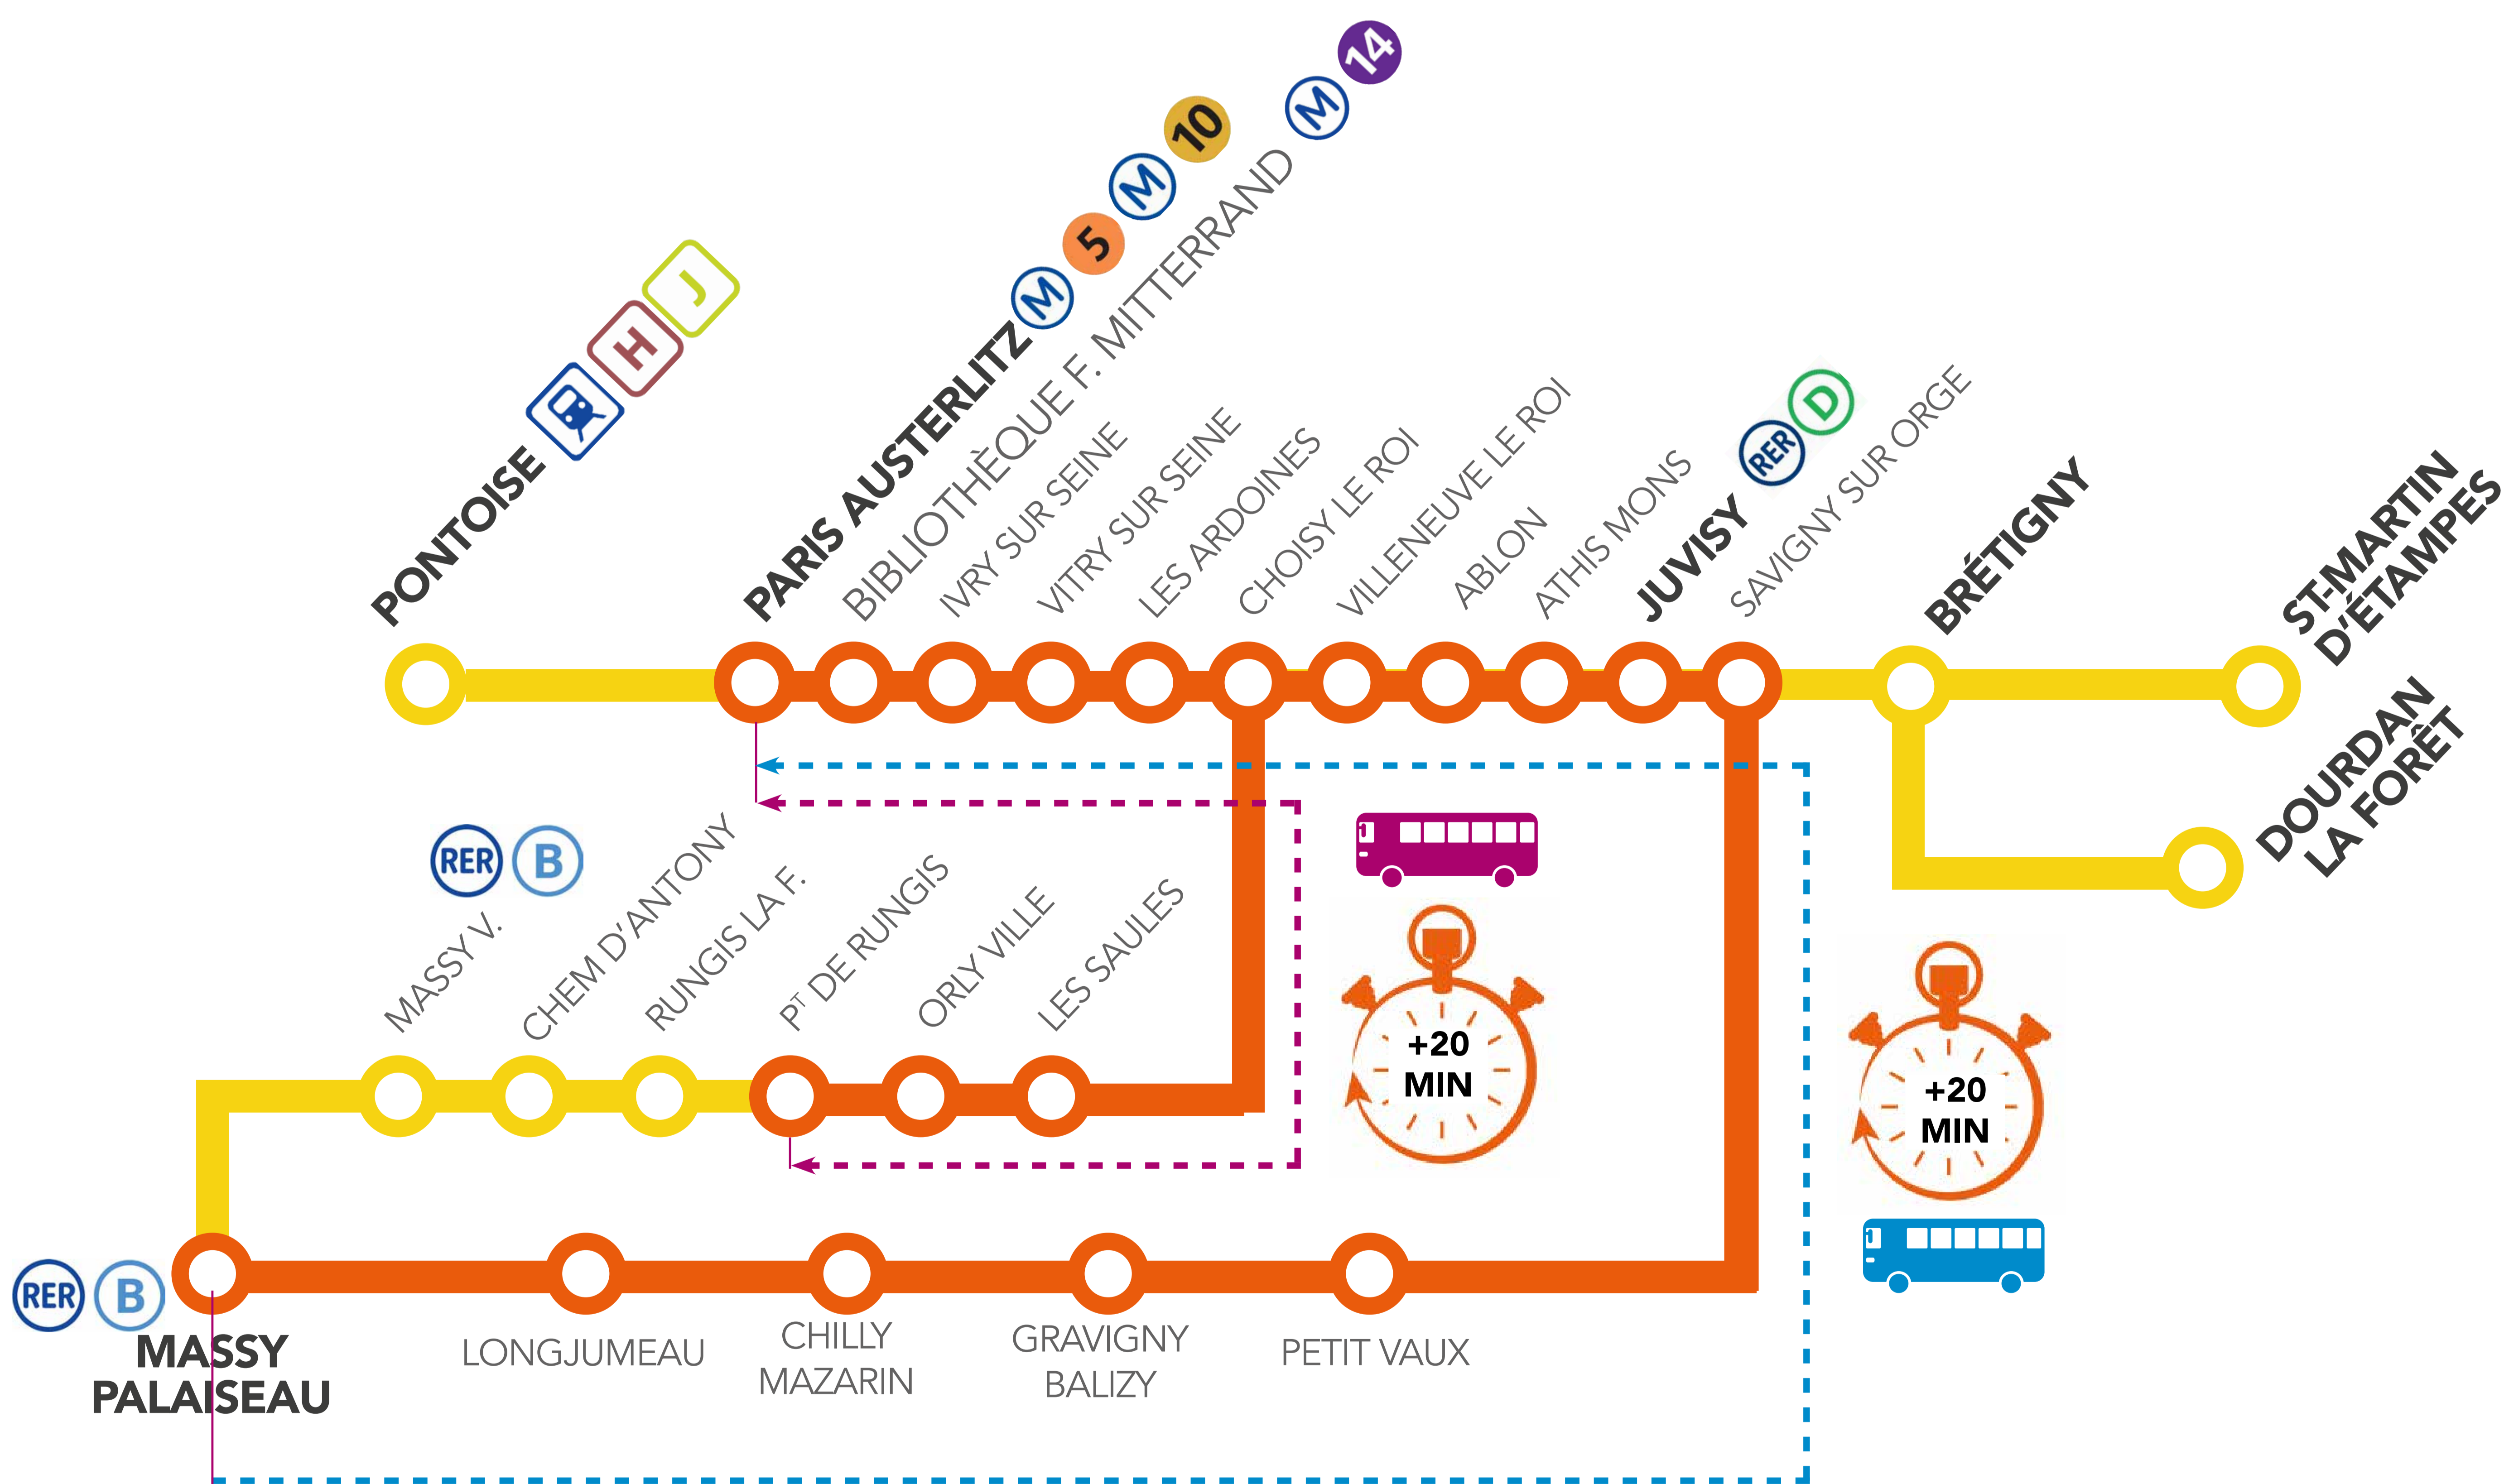 14
M
10
M
5
M
J
H
PONTOISE
PARIS AUSTERLITZ
BIBLIOTHÈQUE F. MITTERRAND
IVRY SUR SEINE
VITRY SUR SEINE
LES ARDOINES
CHOISY LE ROI
VILLENEUVE LE ROI
ABLON
ATHIS MONS
JUVISY
RER
D
SAVIGNY SUR ORGE
BRÉTIGNY
ST-MARTIN
D'ÉTAMPES
DOURDAN
LA FORÊT
RER B
MASSY V.
CHEM D'ANTONY
RUNGIS LA F.
PT DE RUNGIS
ORLY VILLE
LES SAULES
+20
MIN
+20
MIN
RER B
MASSY
PALAISEAU
LONGJUMEAU
CHILLY
MAZARIN
GRAVIGNY
BALIZY
PETIT VAUX